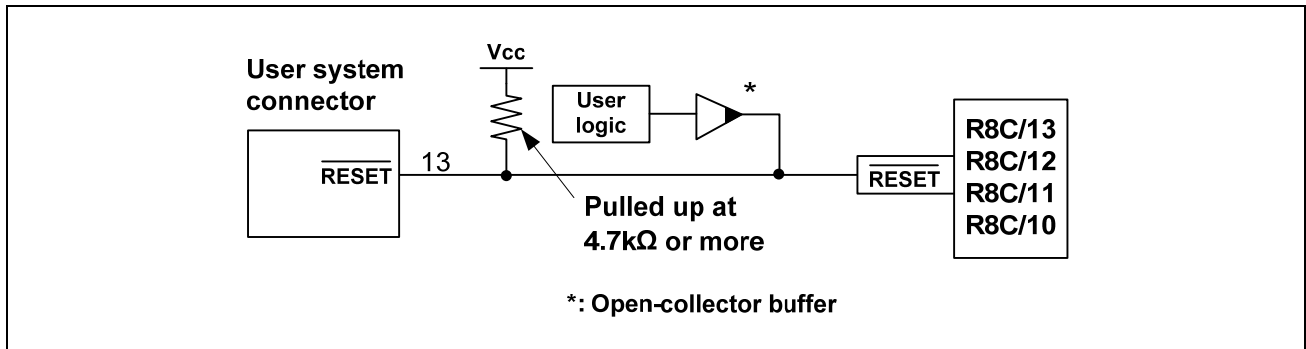 Vcc
User system
connector
*
User
logic
RESET
13
RESET
R8C/13
R8C/12
R8C/11
R8C/10
Pulled up at
4.7kΩ or more
*: Open-collector buffer